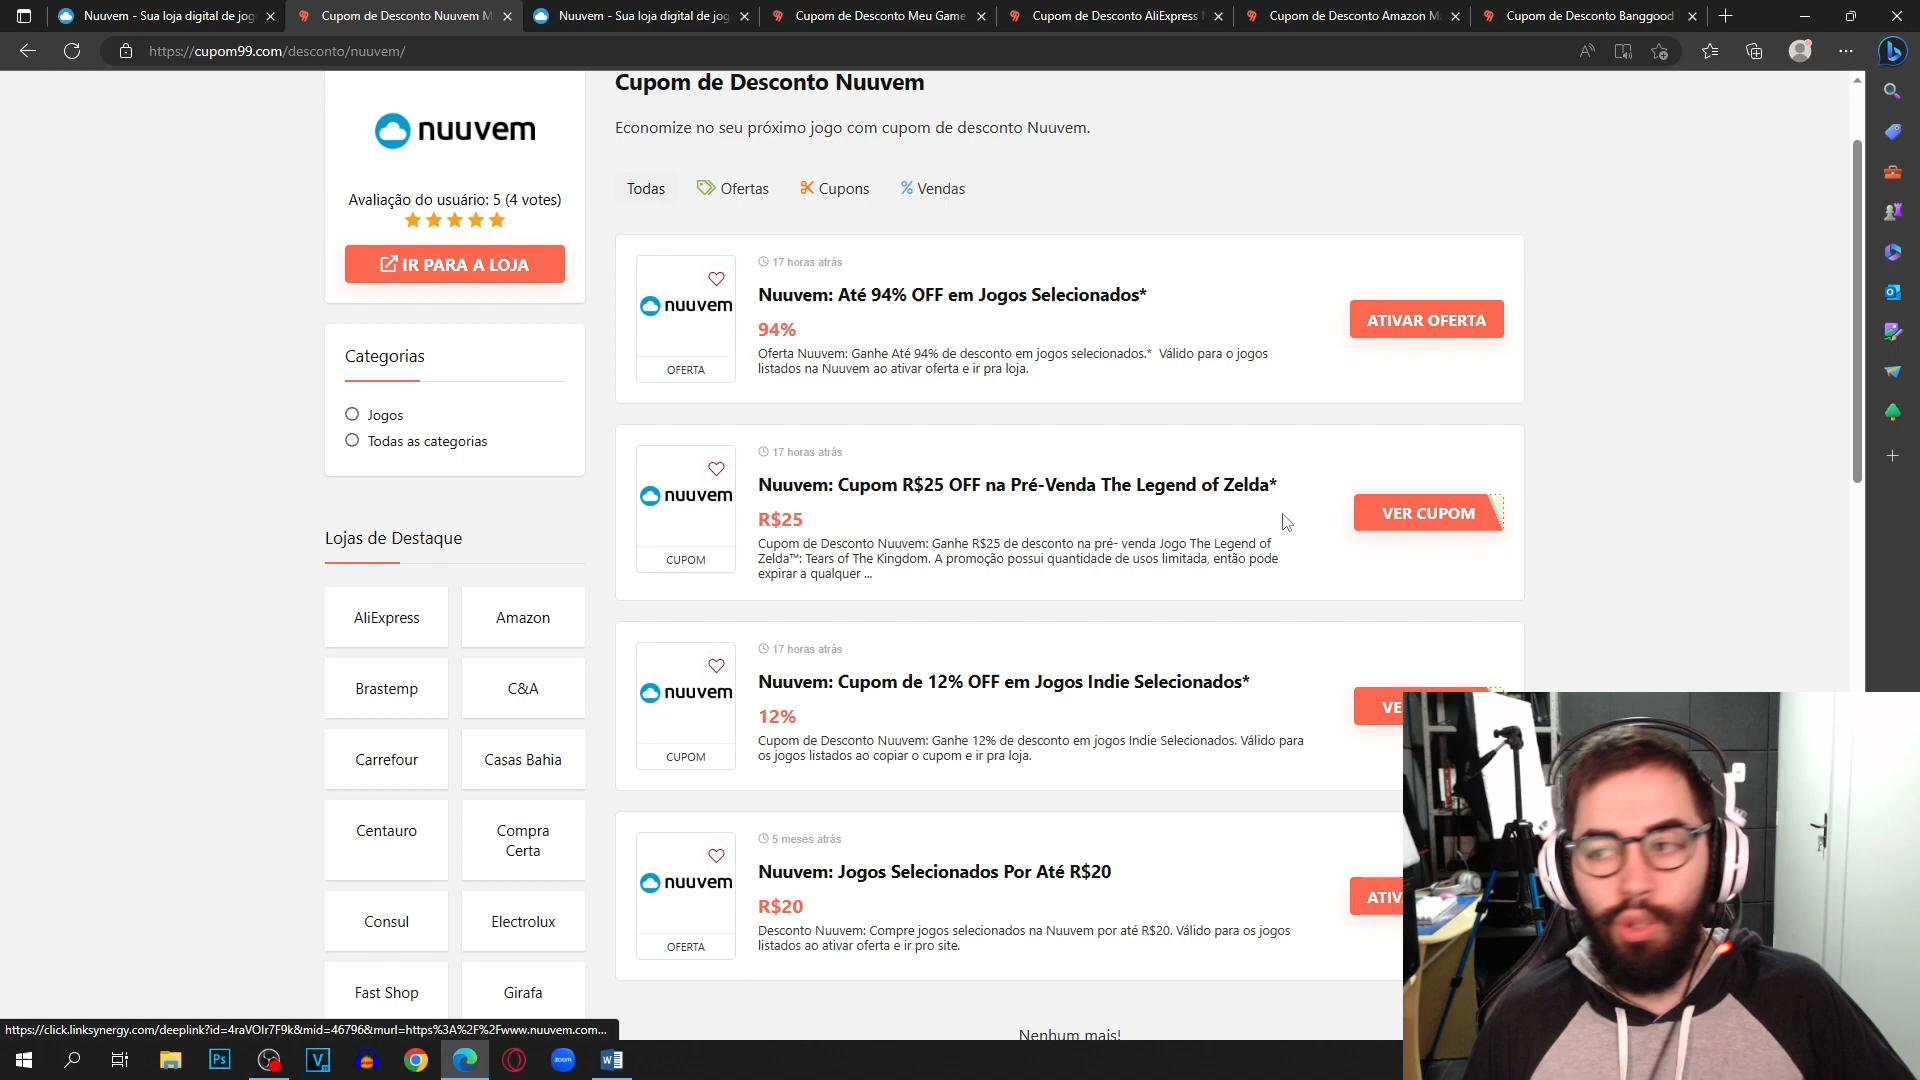 Nuuvem - Sua loja digital de jog
Cupom de Desconto Nuuvem M
Nuuvem - Sua loja digital de jog
Cupom de Desconto Meu Game
Cupom de Desconto AliExpress
Cupom de Desconto Amazon M
Cupom de Desconto Banggood
https://cupom99.com/desconto/nuuvem/
nuuvem
Avaliação do usuário: 5 (4 votes)
IR PARA A LOJA
Categorias
Jogos
Todas as categorias
Lojas de Destaque
AliExpress
Amazon
Brastemp
C&A
Carrefour
Casas Bahia
Centauro
Compra
Certa
Consul
Electrolux
Fast Shop
Girafa
Cupom de Desconto Nuuvem
Economize no seu próximo jogo com cupom de desconto Nuuvem.
Todas
Ofertas
Cupons
Vendas
nuuvem
OFERTA
17 horas atrás
Nuuvem: Até 94% OFF em Jogos Selecionados*
94%
Oferta Nuuvem: Ganhe Até 94% de desconto em jogos selecionados.* Válido para o jogos
listados na Nuuvem ao ativar oferta e ir pra loja.
ATIVAR OFERTA
nuuvem
CUPOM
17 horas atrás
Nuuvem: Cupom R$25 OFF na Pré-Venda The Legend of Zelda*
R$25
Cupom de Desconto Nuuvem: Ganhe R$25 de desconto na pré- venda Jogo The Legend of
Zelda™: Tears of The Kingdom. A promoção possui quantidade de usos limitada, então pode
expirar a qualquer ...
VER CUPOM
nuuvem
CUPOM
17 horas atrás
Nuuvem: Cupom de 12% OFF em Jogos Indie Selecionados*
12%
Cupom de Desconto Nuuvem: Ganhe 12% de desconto em jogos Indie Selecionados. Válido para
os jogos listados ao copiar o cupom e ir pra loja.
VE
nuuvem
OFERTA
5 meses atrás
Nuuvem: Jogos Selecionados Por Até R$20
R$20
Desconto Nuuvem: Compre jogos selecionados na Nuuvem por até R$20. Válido para os jogos
listados ao ativar oferta e ir pro site.
ATIV
Nenhum mais!
https://click.linksynergy.com/deeplink?id=4raVOIr7F9k&mid=46796&murl=https%3A%2F%2Fwww.nuuvem.com...
Ps
V
zoom
W